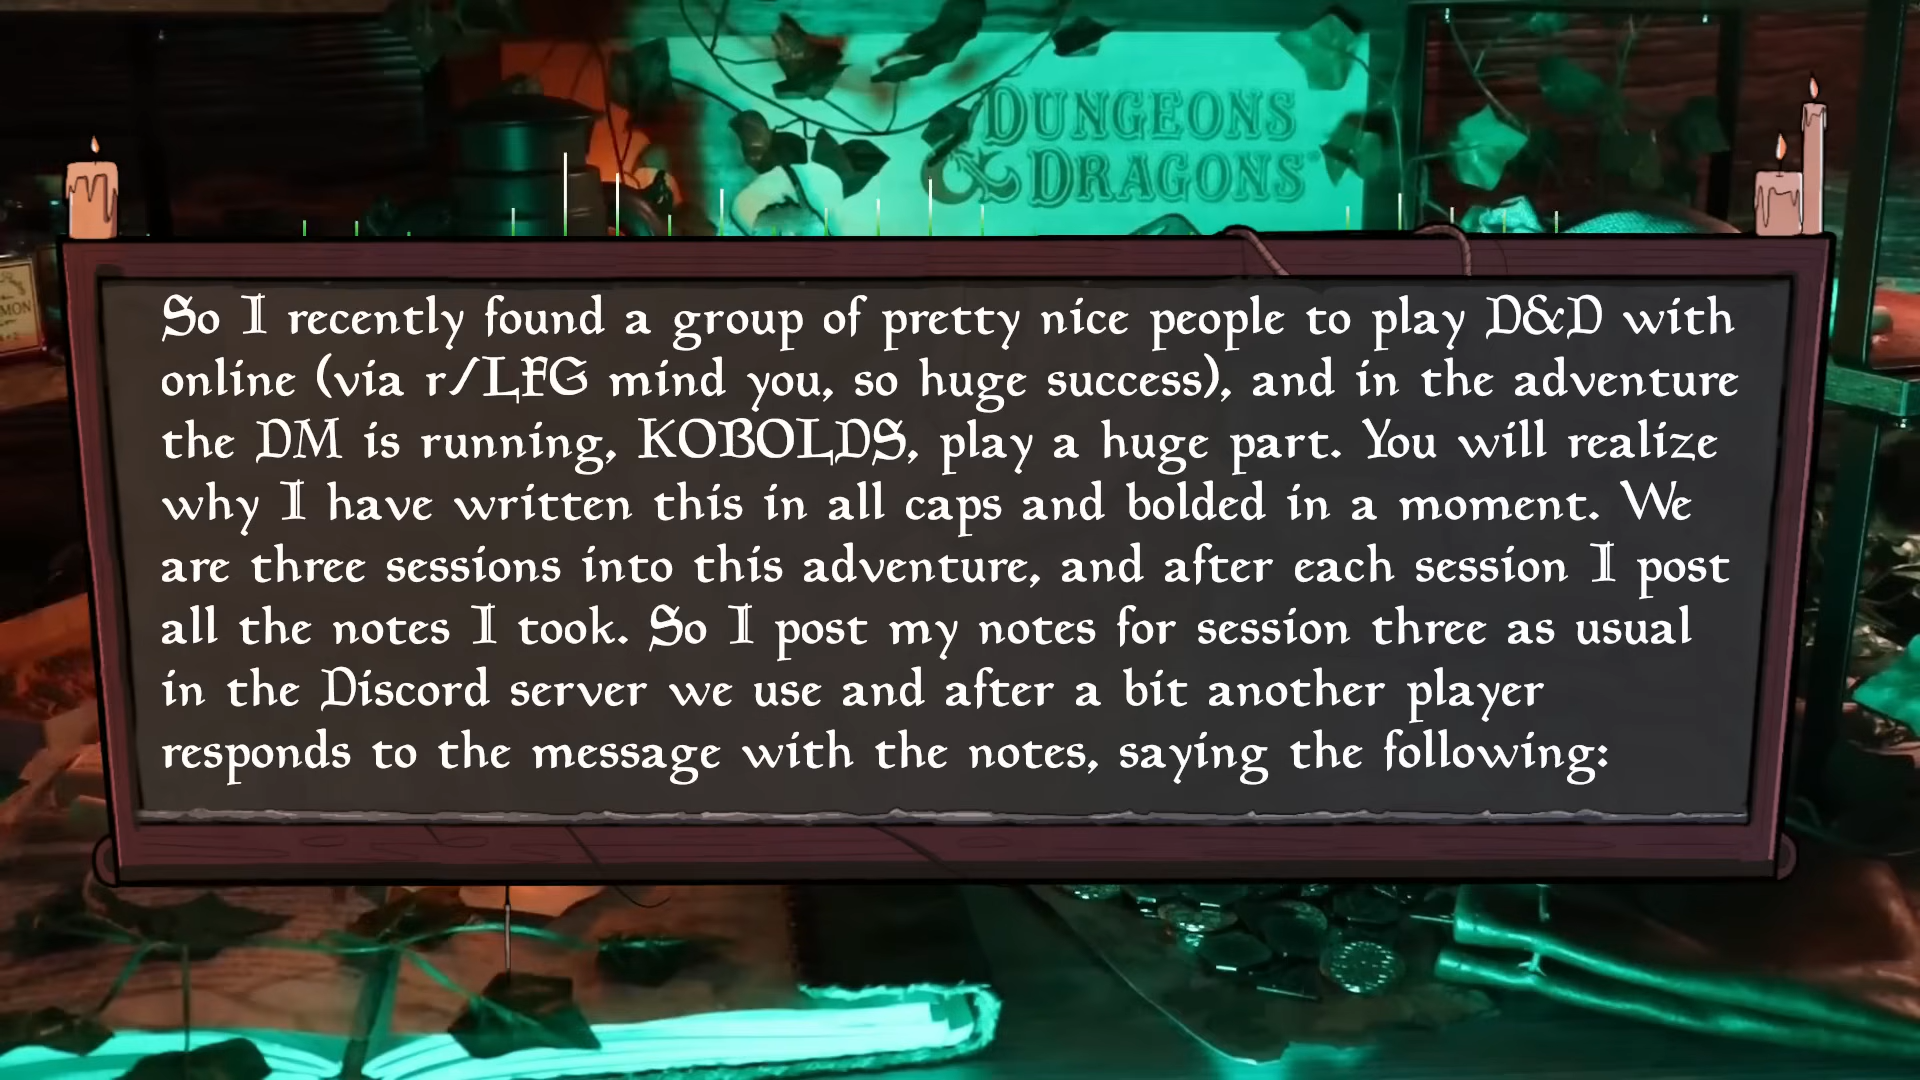 DUNGEONS
& DRAGONS
So I recently found a group of pretty nice people to play D&D with
online (via r/LFG mind you, so huge success), and in the adventure
the DM is running, KOBOLDS, play a huge part. You will realize
why I have written this in all caps and bolded in a moment. We
are three sessions into this adventure, and after each session I post
all the notes I took. So I post my notes for session three as usual
in the Discord server we use and after a bit another player
responds to the message with the notes, saying the following: